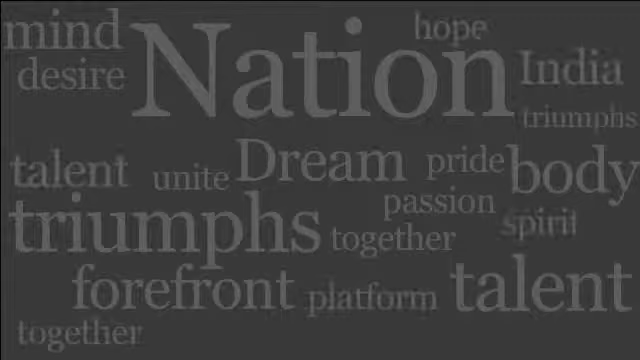 mind Nation hope
desire India
triumphs
talent unite Dream pride body
passion
triumphs together spirit
forefront platform talent
together